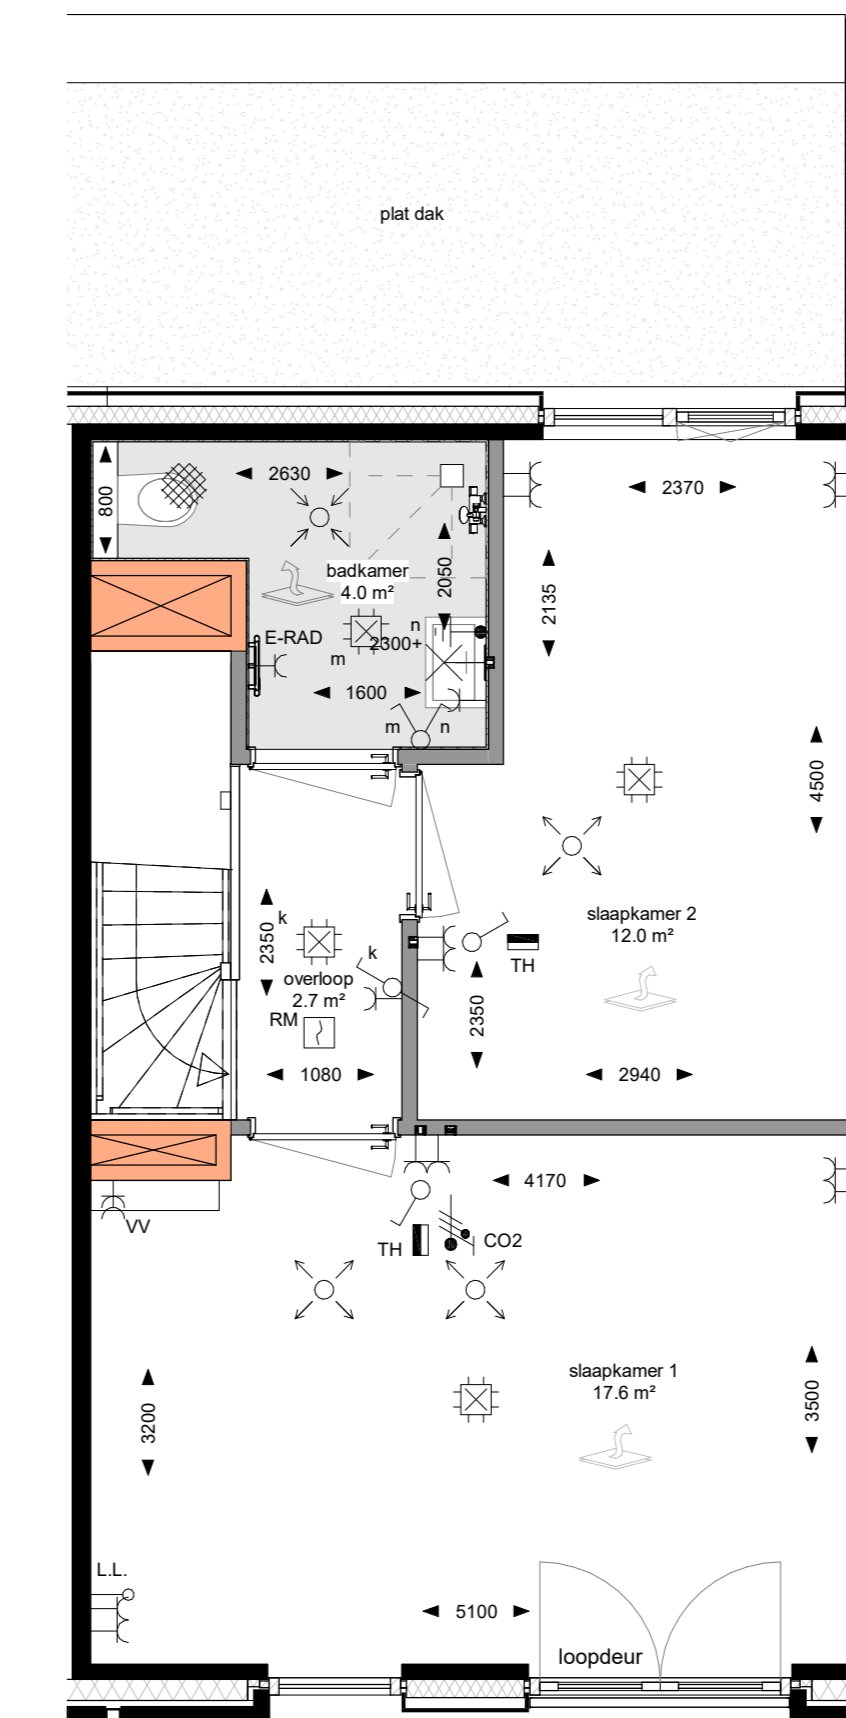 plat dak
2630
2370
800
badkamer
4.0 m²
2050
2135
E-RAD
n
2300+
m
1600
m
n
4500
slaapkamer 2
12.0 m²
k
2350
k
overloop
2.7 m²
TH
RM
2350
1080
2940
4170
VV
TH
CO2
slaapkamer 1
17.6 m²
3200
3500
L.L.
5100
loopdeur